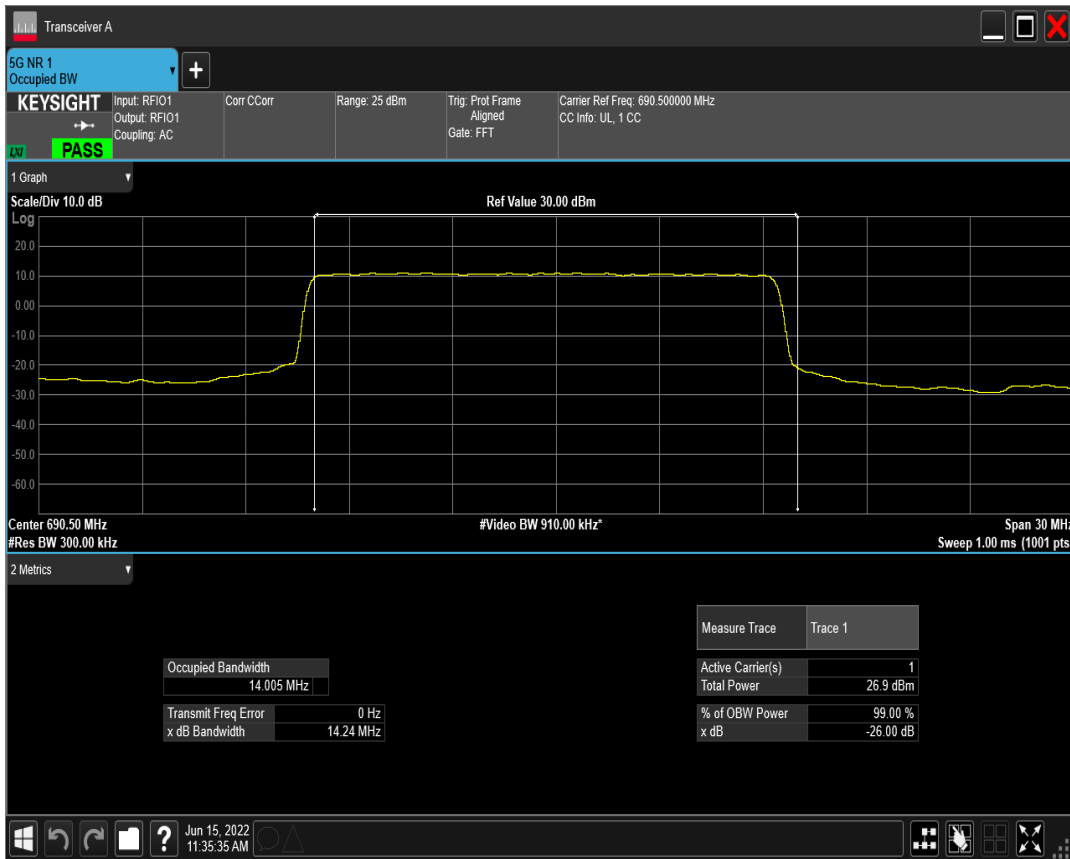 Transceiver A
5G NR 1
Occupied BW
KEYSIGHT
LXI
PASS
Input: RFIO1
Output: RFIO1
Coupling: AC
Corr CCorr
Range: 25 dBm
Trig: Prot Frame
Aligned
Gate: FFT
Carrier Ref Freq: 690.500000 MHz
CC Info: UL, 1 CC
1 Graph
Scale/Div 10.0 dB
Ref Value 30.00 dBm
Log
20.0
10.0
0.00
-10.0
-20.0
-30.0
-40.0
-50.0
-60.0
Center 690.50 MHz
#Video BW 910.00 kHz*
Span 30 MHz
#Res BW 300.00 kHz
Sweep 1.00 ms (1001 pts
2 Metrics
Measure Trace Trace 1
Occupied Bandwidth
14.005 MHz
Active Carrier(s) 1
Total Power 26.9 dBm
Transmit Freq Error 0 Hz
x dB Bandwidth 14.24 MHz
% of OBW Power 99.00 %
x dB -26.00 dB
?
Jun 15, 2022
11:35:35 AM